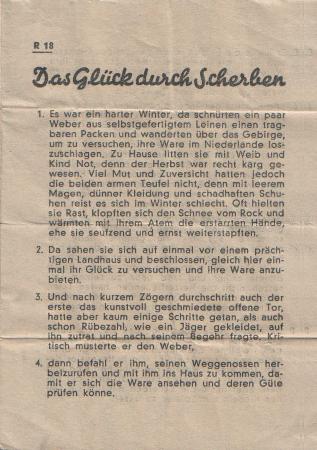 R 18
Das Glück durch Scherben
1. Es war ein harter Winter, da schnürten ein paar
Weber aus selbstgefertigtem Leinen einen trag-
baren Packen und wanderten über das Gebirge,
um zu versuchen, ihre Ware im Niederlande los-
zuschlagen. Zu Hause litten sie mit Weib und
Kind Not, denn der Herbst war recht karg ge-
wesen. Viel Mut und Zuversicht hatten jedoch
die beiden armen Teufel nicht, denn mit leerem
Magen, dünner Kleidung und schadhaften Schu-
hen reist es sich im Winter schlecht. Oft hielten
sie Rast, klopften sich den Schnee vom Rock und
wärmten mit ihrem Atem die erstarrten Hände,
ehe sie seufzend und ernst weiterstapften.
2. Da sahen sie sich auf einmal vor einem präch-
tigen Landhaus und beschlossen, gleich hier ein-
mal ihr Glück zu versuchen und ihre Ware anzu-
bieten.
3. Und nach kurzem Zögern durchschritt auch der
erste das kunstvoll geschmiedete offene Tor,
hatte aber kaum einige Schritte getan, als auch
schon Rübezahl, wie ein Jäger gekleidet, auf
ihn zutrat und nach seinem Begehr fragte. Kri-
tisch musterte er den Weber,
4. dann befahl er ihm, seinen Weggenossen her-
beizurufen und mit ihm ins Haus zu kommen, da-
mit er sich die Ware ansehen und deren Güte
prüfen könne.